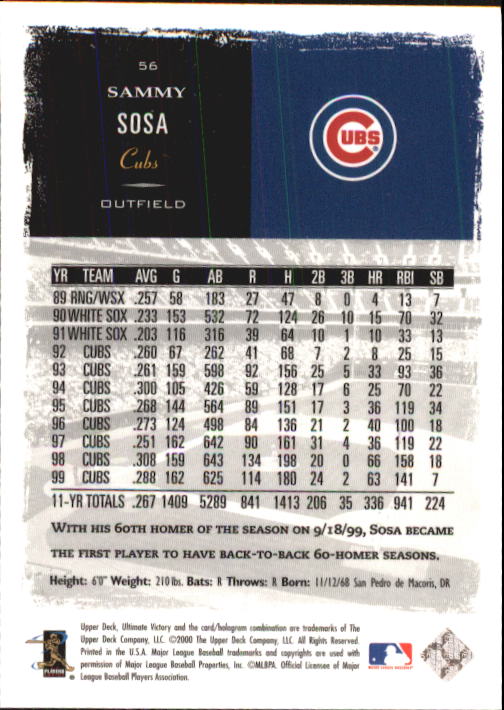 56
SAMMY
SOSA
Cubs
OUTFIELD
CUBS ®
YR TEAM AVG G AB R H 2B 3B HR RBI SB
89 RNG/WSX .257 58 183 27 47 8 0 4 13 7
90 WHITE SOX .233 153 532 72 124 26 10 15 70 32
91 WHITE SOX .203 116 316 39 64 10 1 10 33 13
92 CUBS .260 67 262 41 68 7 2 8 25 15
93 CUBS .261 159 598 92 156 25 5 33 93 36
94 CUBS .300 105 426 59 128 17 6 25 70 22
95 CUBS .268 144 564 89 151 17 3 36 119 34
96 CUBS .273 124 498 84 136 21 2 40 100 18
97 CUBS .251 162 642 90 161 31 4 36 119 22
98 CUBS .308 159 643 134 198 20 0 66 158 18
99 CUBS .288 162 625 114 180 24 2 63 141 7
11-YR TOTALS .267 1409 5289 841 1413 206 35 336 941 224
WITH HIS 60TH HOMER OF THE SEASON ON 9/18/99, SOSA BECAME
THE FIRST PLAYER TO HAVE BACK-TO-BACK 60-HOMER SEASONS.
Height: 6'0" Weight: 210 lbs. Bats: R Throws: R Born: 11/12/68 San Pedro de Macoris, DR
Upper Deck, Ultimate Victory and the card/hologram combination are trademarks of The
Upper Deck Company, LLC. ©2000 The Upper Deck Company, LLC. All Rights Reserved.
Printed in the U.S.A. Major League Baseball trademarks and copyrights are used with
permission of Major League Baseball Properties, Inc. ©MLBPA. Official Licensee of Major
League Baseball Players Association.